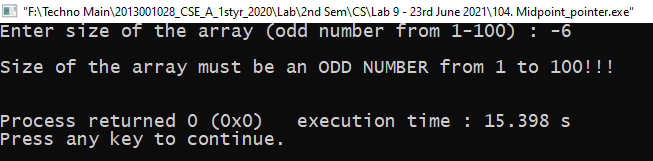 "F:\Techno Main\2013001028_CSE_A_1styr_2020\Lab\2nd Sem\CS\Lab 9 - 23rd June 2021\104. Midpoint_pointer.exe"
Enter size of the array (odd number from 1-100) : -6
Size of the array must be an ODD NUMBER from 1 to 100!!!
Process returned 0 (0x0)   execution time : 15.398 s
Press any key to continue.